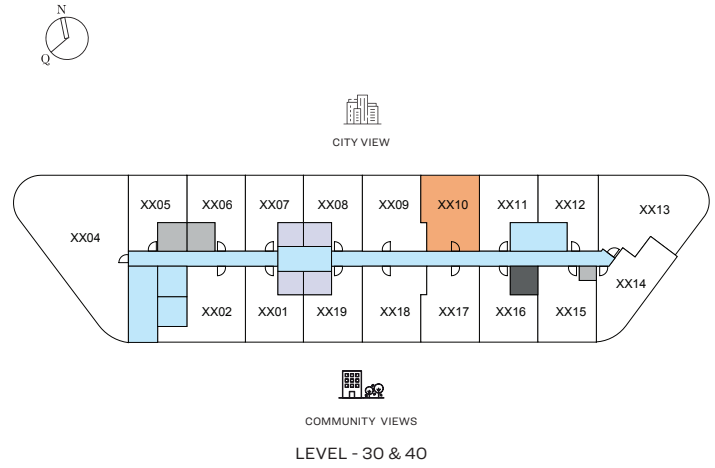 N
Q
CITY VIEW
XX05 XX06 XX07 XX08 XX09 XX10 XX11 XX12 XX13
XX04
XX14
XX02 XX01 XX19 XX18 XX17 XX16 XX15
COMMUNITY VIEWS
LEVEL - 30 & 40